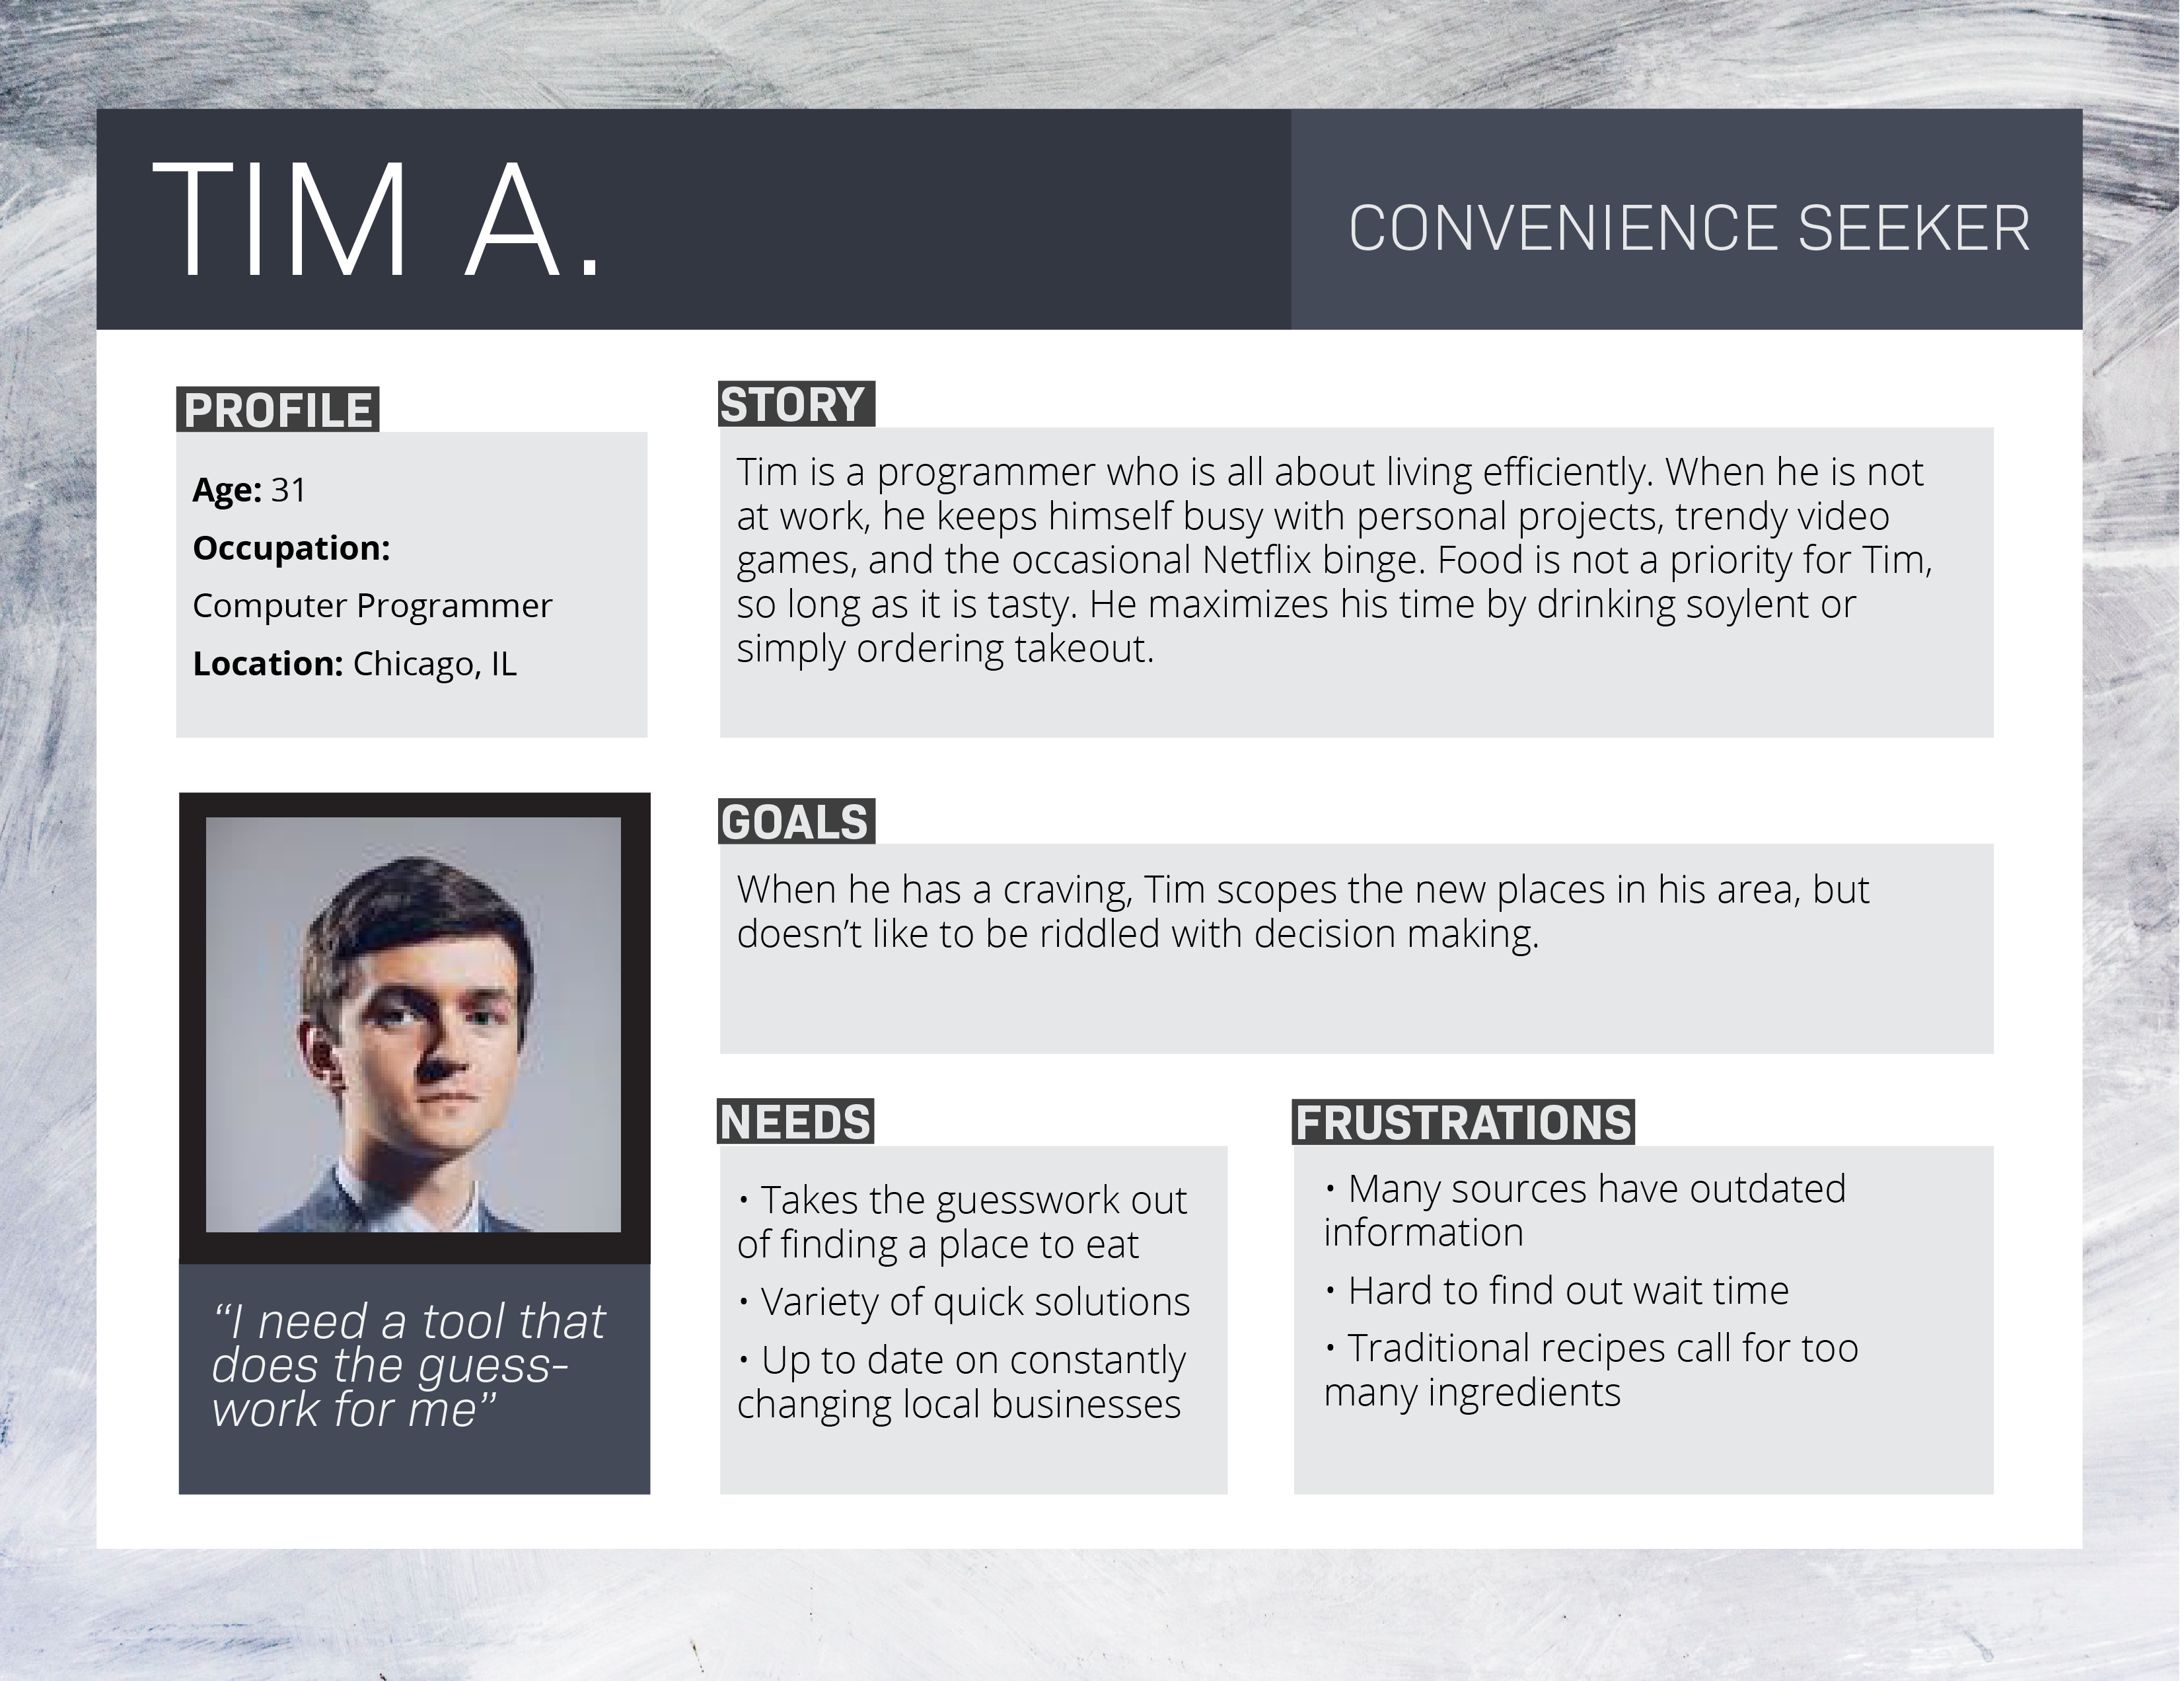 TIM A.
CONVENIENCE SEEKER
PROFILE
Age: 31
Occupation:
Computer Programmer
Location: Chicago, IL
STORY
Tim is a programmer who is all about living efficiently. When he is not
at work, he keeps himself busy with personal projects, trendy video
games, and the occasional Netflix binge. Food is not a priority for Tim,
so long as it is tasty. He maximizes his time by drinking soylent or
simply ordering takeout.
“I need a tool that
does the guess-
work for me”
GOALS
When he has a craving, Tim scopes the new places in his area, but
doesn’t like to be riddled with decision making.
NEEDS
• Takes the guesswork out
of finding a place to eat
• Variety of quick solutions
• Up to date on constantly
changing local businesses
FRUSTRATIONS
• Many sources have outdated
information
• Hard to find out wait time
• Traditional recipes call for too
many ingredients